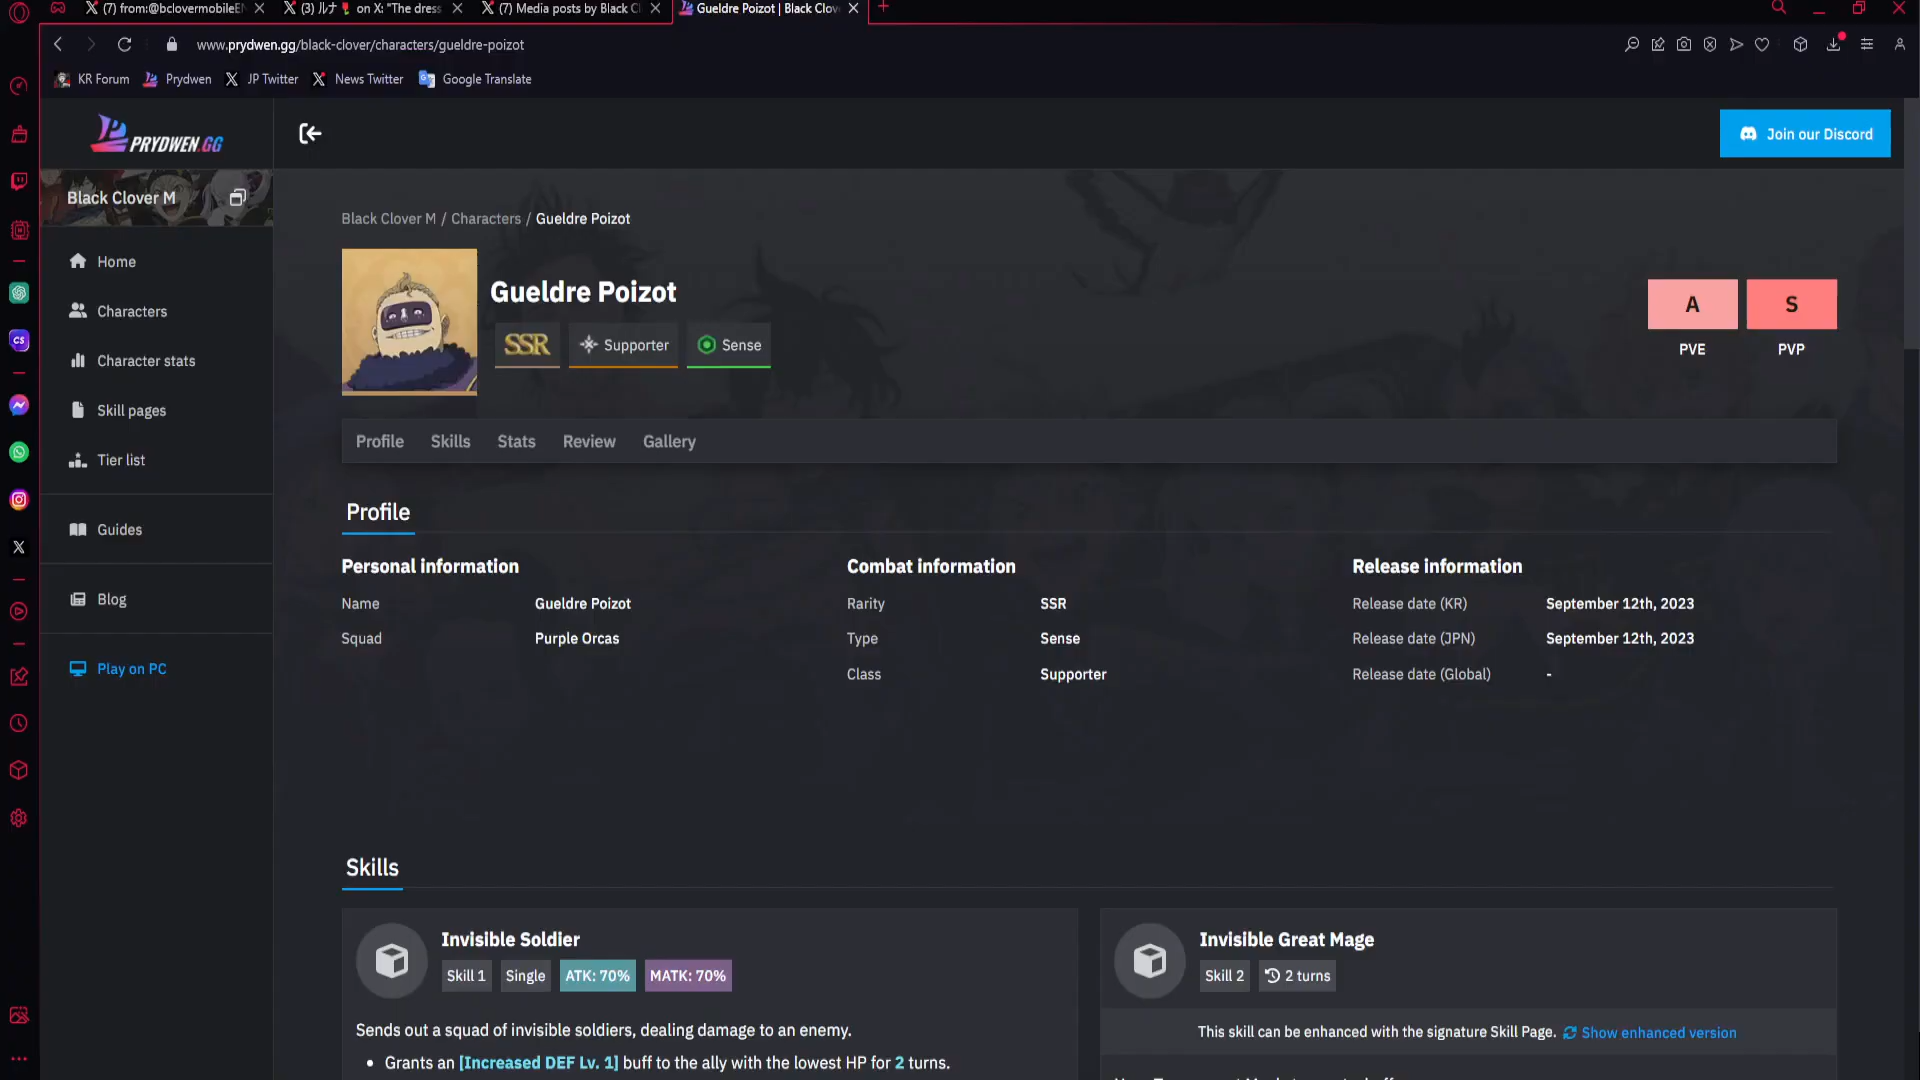 (7) from:@bclovermobileEN
(3) ルナ🌷 on X: "The dress
(7) Media posts by Black Cl
Gueldre Poizot | Black Clov
www.prydwen.gg/black-clover/characters/gueldre-poizot
KR Forum
Prydwen
JP Twitter
News Twitter
Google Translate
PRYDWEN.GG
Join our Discord
Black Clover M
Home
Characters
Character stats
Skill pages
Tier list
Guides
Blog
Play on PC
CS
Black Clover M / Characters / Gueldre Poizot
Gueldre Poizot
SSR
Supporter
Sense
A
PVE
S
PVP
Profile
Skills
Stats
Review
Gallery
Profile
Personal information
Name Gueldre Poizot
Squad Purple Orcas
Combat information
Rarity SSR
Type Sense
Class Supporter
Release information
Release date (KR) September 12th, 2023
Release date (JPN) September 12th, 2023
Release date (Global) -
Skills
Invisible Soldier
Skill 1 Single ATK: 70% MATK: 70%
Sends out a squad of invisible soldiers, dealing damage to an enemy.
• Grants an [Increased DEF Lv. 1] buff to the ally with the lowest HP for 2 turns.
Invisible Great Mage
Skill 2 2 turns
This skill can be enhanced with the signature Skill Page. Show enhanced version